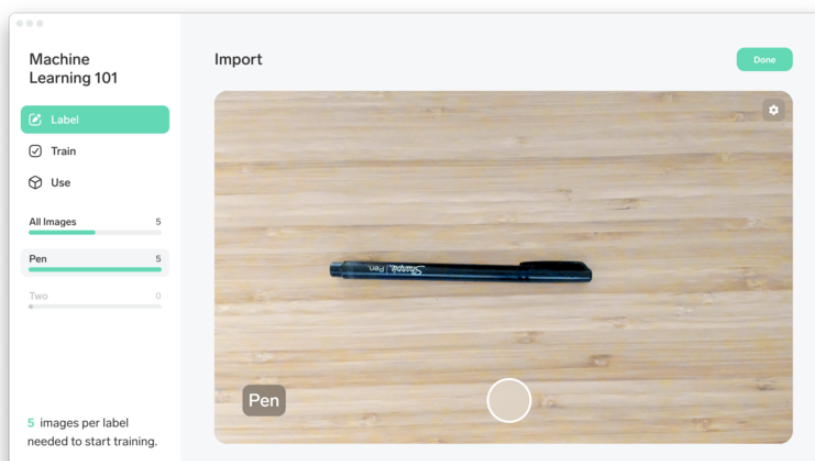 Machine
Learning 101
Label
Train
Use
All Images 5
Pen 5
Two 0
5 images per label
needed to start training.
Import
Done
Sharpie Pen.
Pen